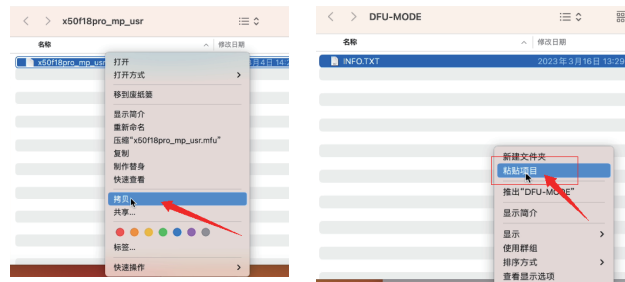 x50f18pro_mp_usr
名称
修改日期
x50f18pro_mp_usr
月4日 14:2
打开
打开方式
移到废纸篓
显示简介
重新命名
压缩"x50f18pro_mp_usr.mfu"
复制
制作替身
快速查看
拷贝
共享...
标签...
快速操作
DFU-MODE
名称
修改日期
INFO.TXT
2023年3月16日 13:29
新建文件夹
粘贴项目
推出"DFU-MODE"
显示简介
显示
使用群组
排序方式
查看显示选项